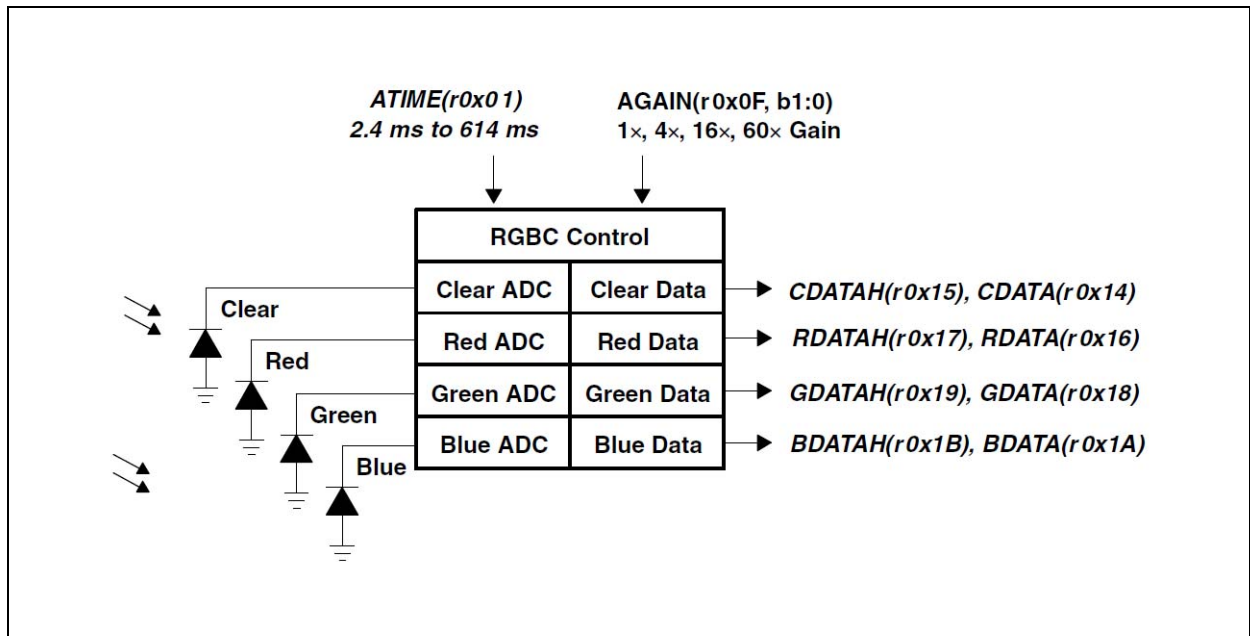 ATIME(r0x01)
2.4 ms to 614 ms
AGAIN(r0x0F, b1:0)
1×, 4×, 16×, 60× Gain
RGBC Control
Clear
Clear ADC
Clear Data
CDATAH(r0x15), CDATA(r0x14)
Red
Red ADC
Red Data
RDATAH(r0x17), RDATA(r0x16)
Green
Green ADC
Green Data
GDATAH(r0x19), GDATA(r0x18)
Blue
Blue ADC
Blue Data
BDATAH(r0x1B), BDATA(r0x1A)